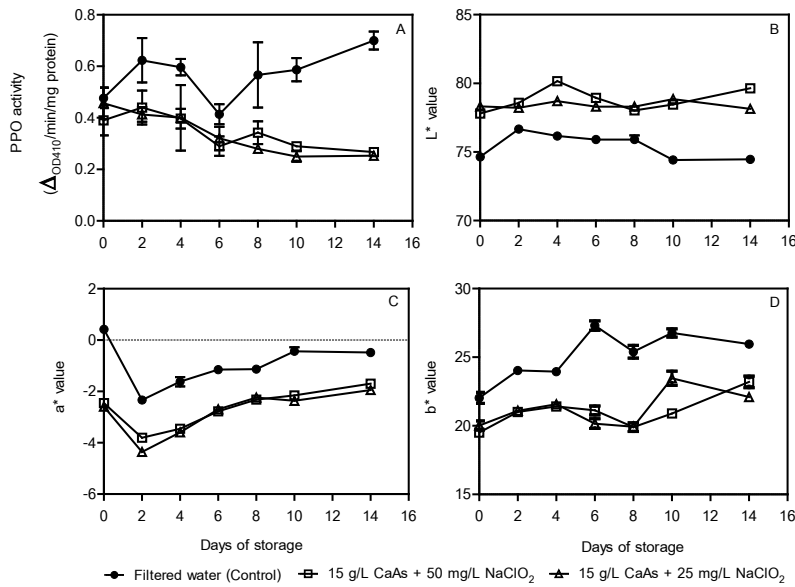 A
0.8
0.6
0.4
0.2
0.0
PPO activity
(ΔOD410/min/mg protein)
0 2 4 6 8 10 12 14 16
B
85
80
75
70
L* value
0 2 4 6 8 10 12 14 16
C
2
0
-2
-4
-6
a* value
0 2 4 6 8 10 12 14 16
Days of storage
D
30
25
20
15
b* value
0 2 4 6 8 10 12 14 16
Days of storage
Filtered water (Control) 15 g/L CaAs + 50 mg/L NaClO2 15 g/L CaAs + 25 mg/L NaClO2